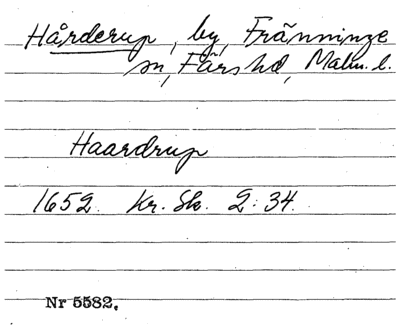 Hårderup, by, Fränninge
sn, Färs hd, Malm. l.
Haardrup
1652. Kr. Sk. 2:34.
Nr 5582.